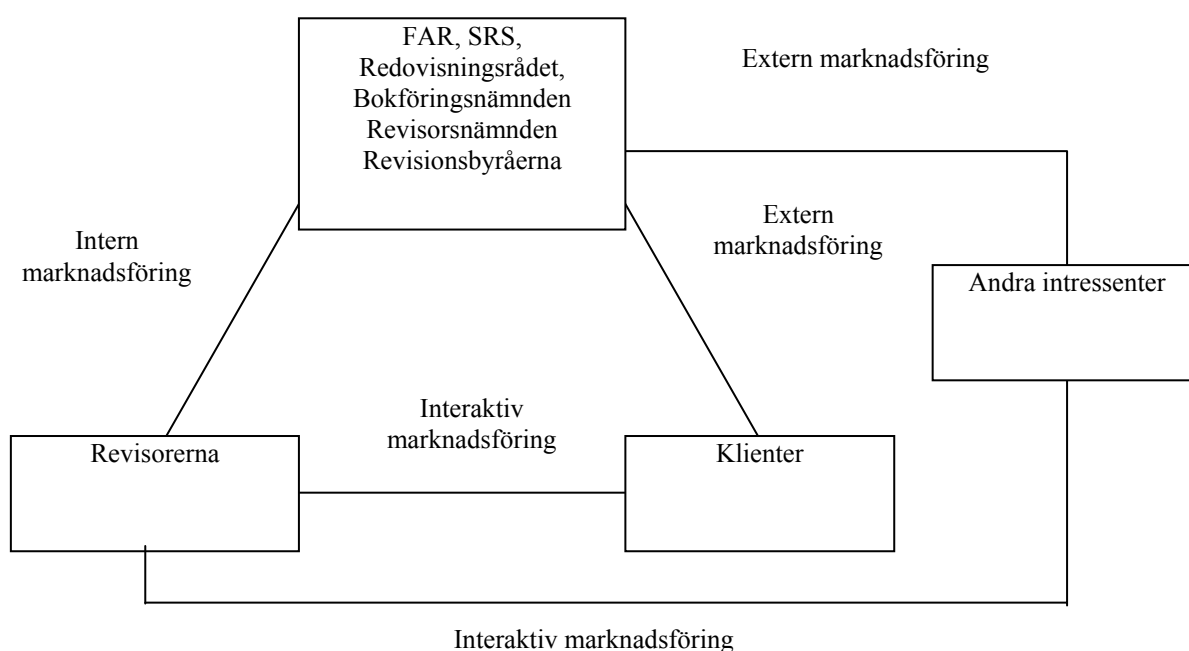 FAR, SRS,
Redovisningsrådet,
Bokföringsnämnden
Revisorsnämnden
Revisionsbyråerna
Extern marknadsföring
Extern
marknadsföring
Intern
marknadsföring
Andra intressenter
Interaktiv
marknadsföring
Revisorerna
Klienter
Interaktiv marknadsföring